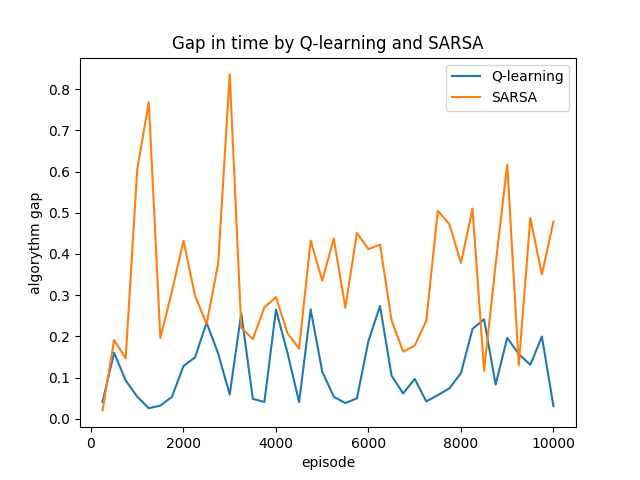 Gap in time by Q-learning and SARSA
Q-learning
SARSA
algorythm gap
0.8
0.7
0.6
0.5
0.4
0.3
0.2
0.1
0.0
0 2000 4000 6000 8000 10000
episode